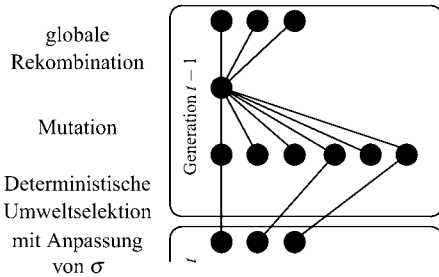 globale
Rekombination
Mutation
Deterministische
Umweltselektion
mit Anpassung
von σ
Generation t − 1
t